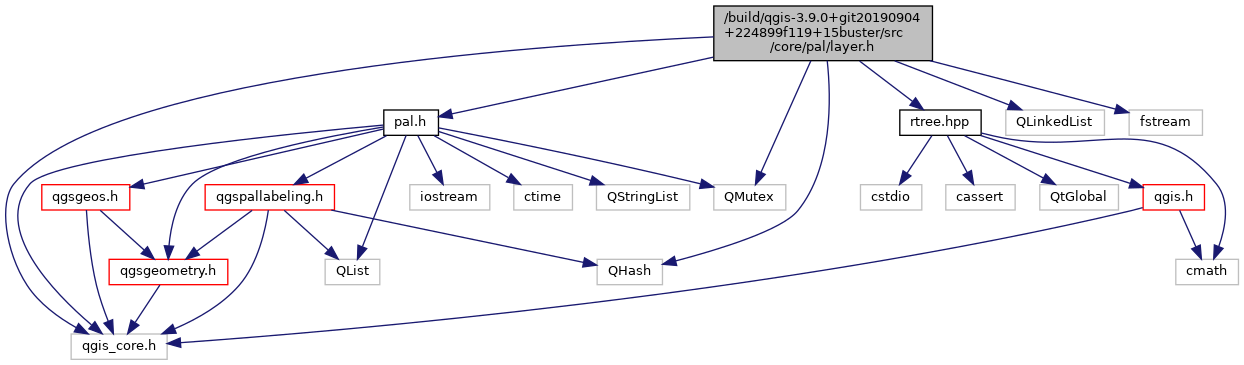 /build/qgis-3.9.0+git20190904
+224899f119+15buster/src
/core/pal/layer.h
pal.h
rtree.hpp
QLinkedList
fstream
qgsgeos.h
qgspallabeling.h
iostream
ctime
QStringList
QMutex
cstdio
cassert
QtGlobal
qgis.h
qgsgeometry.h
QList
QHash
cmath
qgis_core.h